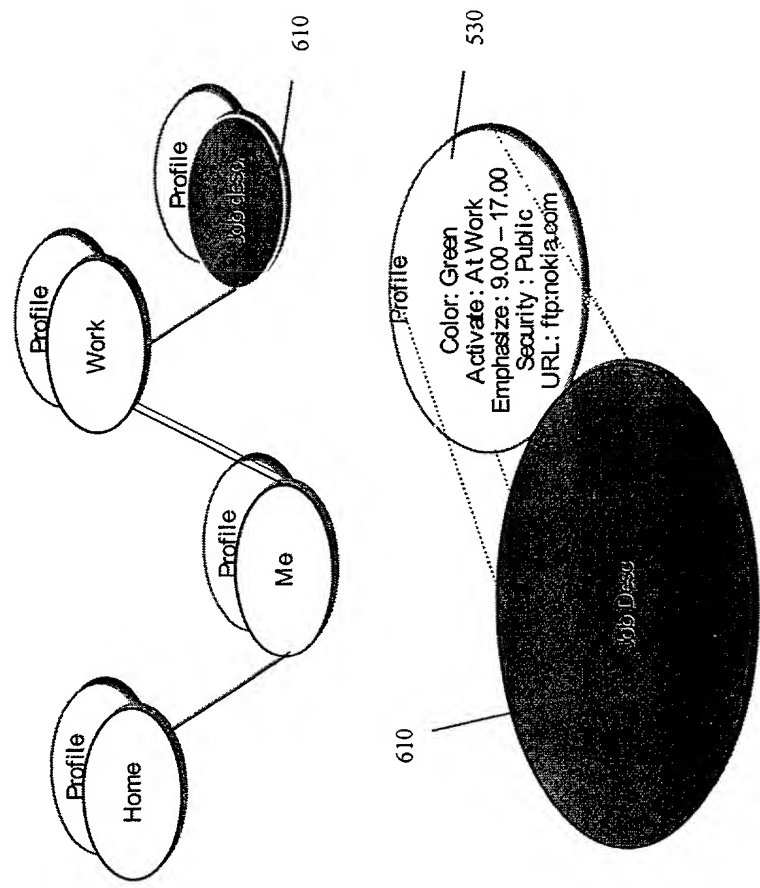 Profile
Home
Profile
Me
Profile
Work
Profile
Job descr
610
610
Job Desc
Profile
Color: Green
Activate : At Work
Emphasize : 9.00 – 17.00
Security : Public
URL : ftp:nokia.com
530